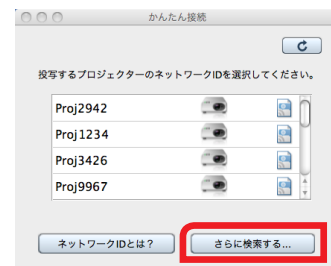 かんたん接続
投写するプロジェクターのネットワークIDを選択してください。
Proj2942
Proj1234
Proj3426
Proj9967
ネットワークIDとは？
さらに検索する...